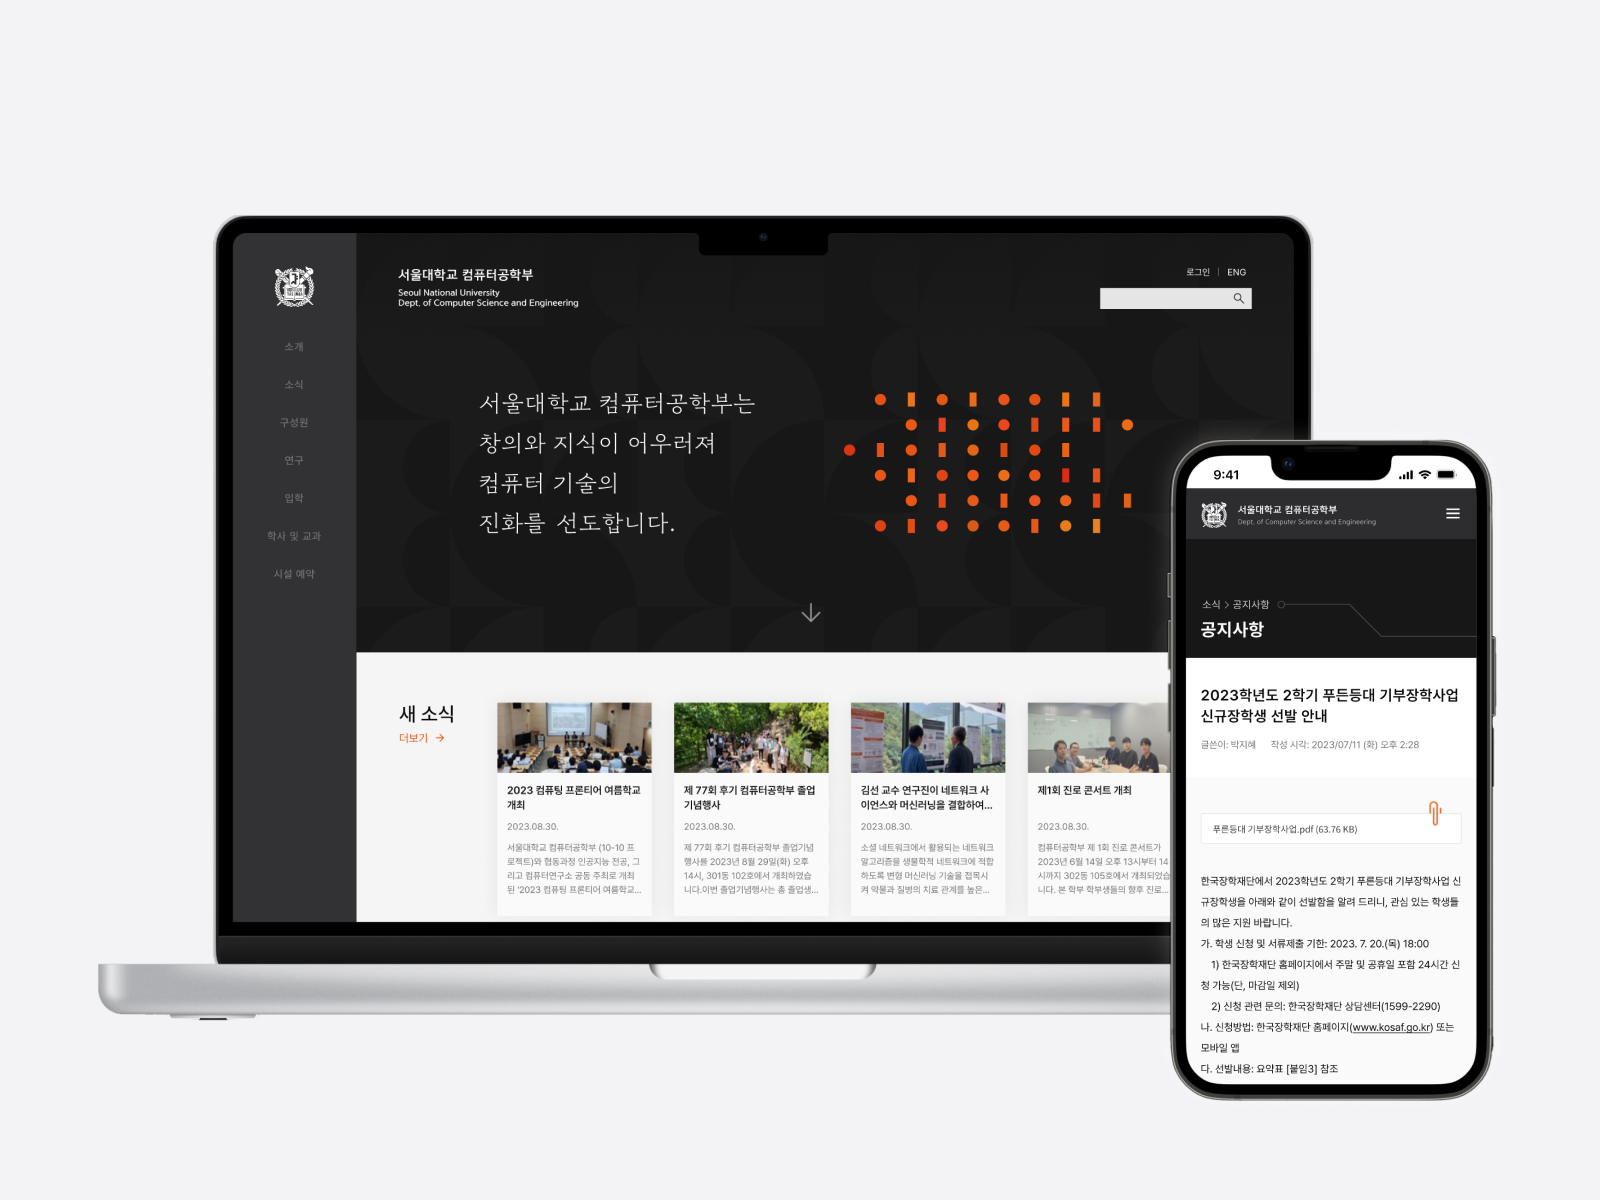 소개
소식
구성원
연구
입학
학사 및 교과
시설 예약
서울대학교 컴퓨터공학부
Seoul National University
Dept. of Computer Science and Engineering
로그인 | ENG
서울대학교 컴퓨터공학부는
창의와 지식이 어우러져
컴퓨터 기술의
진화를 선도합니다.
새 소식
더보기 →
2023 컴퓨팅 프론티어 여름학교
개최
2023.08.30.
서울대학교 컴퓨터공학부 (10-10 프
로젝트)와 협동과정 인공지능 전공, 그
리고 컴퓨터연구소 공동 주최로 개최
된 '2023 컴퓨팅 프론티어 여름학교...
제 77회 후기 컴퓨터공학부 졸업
기념행사
2023.08.30.
제 77회 후기 컴퓨터공학부 졸업기념
행사를 2023년 8월 29일(화) 오후
14시, 301동 102호에서 개최하였습
니다.이번 졸업기념행사는 총 졸업생...
김선 교수 연구진이 네트워크 사
이언스와 머신러닝을 결합하여...
2023.08.30.
소셜 네트워크에서 활용되는 네트워크
알고리즘을 생물학적 네트워크에 적합
하도록 변형 머신러닝 기술을 접목시
켜 약물과 질병의 치료 관계를 높은...
제1회 진로 콘서트 개최
2023.08.30.
컴퓨터공학부 제 1회 진로 콘서트가
2023년 6월 14일 오후 13시부터 14
시까지 302동 105호에서 개최되었습
니다. 본 학부 학부생들의 향후 진로...
9:41
서울대학교 컴퓨터공학부
Dept. of Computer Science and Engineering
소식 > 공지사항
공지사항
2023학년도 2학기 푸든등대 기부장학사업
신규장학생 선발 안내
글쓴이: 박지혜 작성 시각: 2023/07/11 (화) 오후 2:28
푸른등대 기부장학사업.pdf (63.76 KB)
한국장학재단에서 2023학년도 2학기 푸른등대 기부장학사업 신
규장학생을 아래와 같이 선발함을 알려 드리니, 관심 있는 학생들
의 많은 지원 바랍니다.
가. 학생 신청 및 서류제출 기한: 2023. 7. 20.(목) 18:00
1) 한국장학재단 홈페이지에서 주말 및 공휴일 포함 24시간 신
청 가능(단, 마감일 제외)
2) 신청 관련 문의: 한국장학재단 상담센터(1599-2290)
나. 신청방법: 한국장학재단 홈페이지(www.kosaf.go.kr) 또는
모바일 앱
다. 선발내용: 요약표 [붙임3] 참조